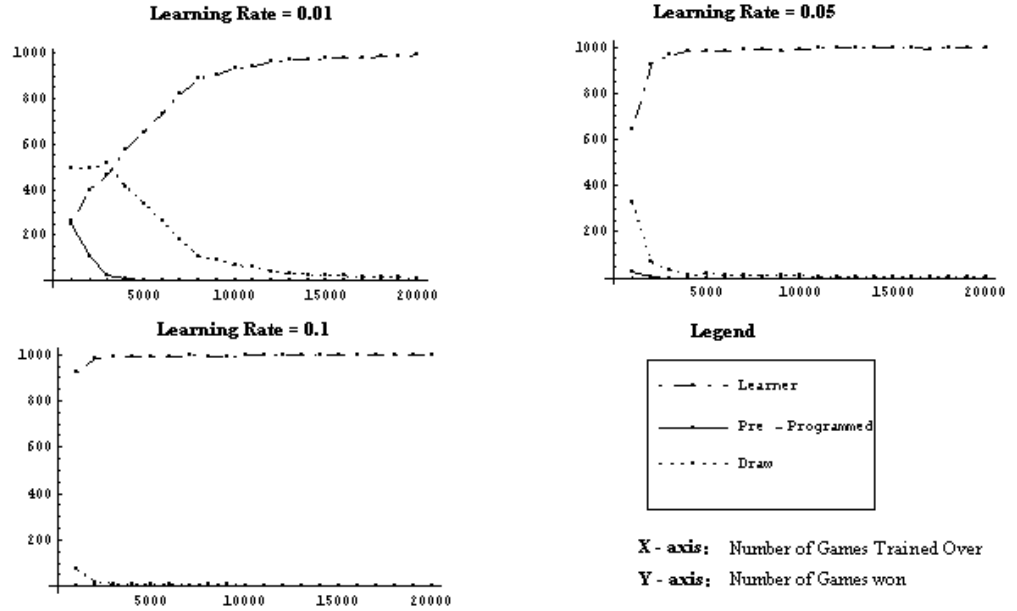 Learning Rate = 0.01
1000
800
600
400
200
5000 10000 15000 20000
Learning Rate = 0.05
1000
800
600
400
200
5000 10000 15000 20000
Learning Rate = 0.1
1000
800
600
400
200
5000 10000 15000 20000
Legend
Learner
Pre - Programmed
Draw
X - axis: Number of Games Trained Over
Y - axis: Number of Games won